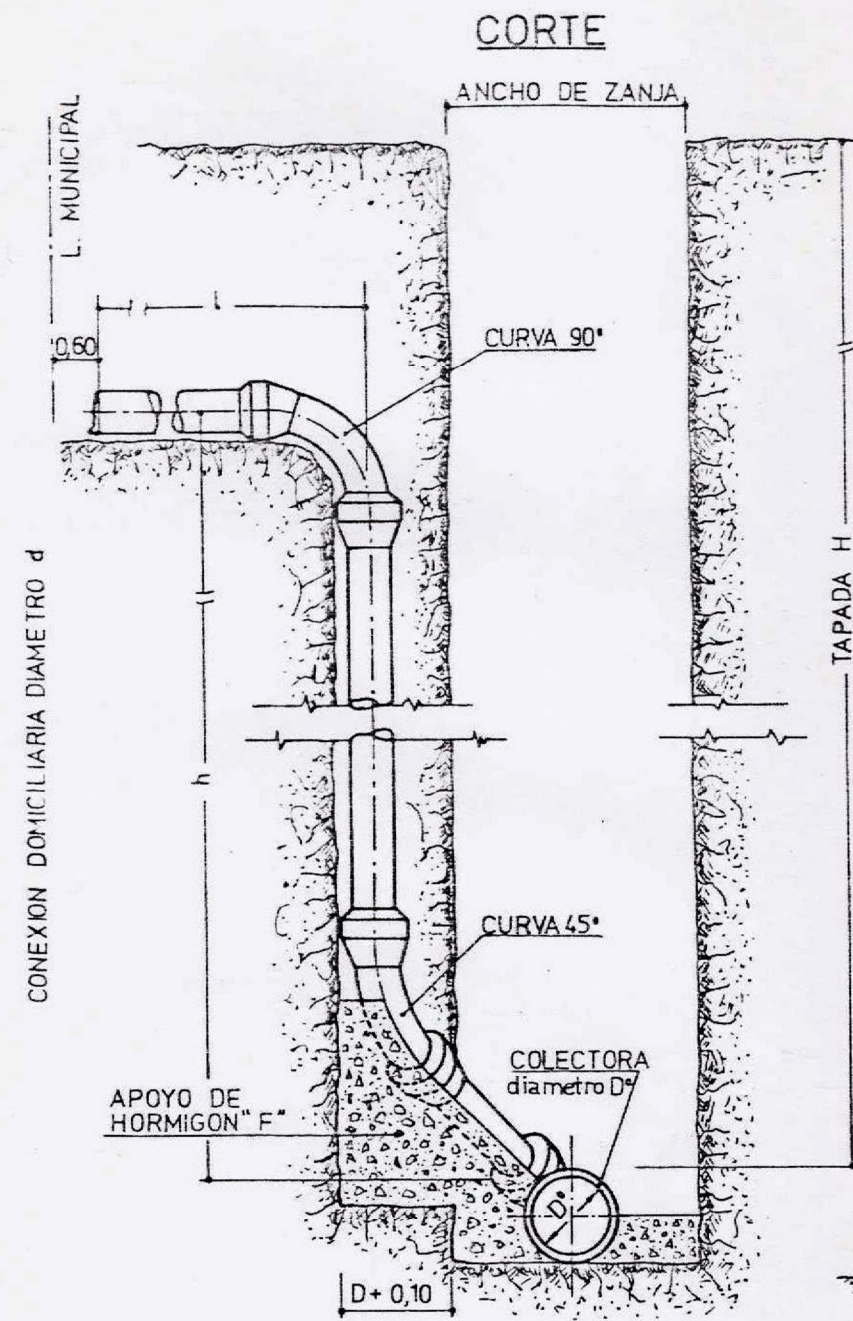 CORTE
ANCHO DE ZANJA
L. MUNICIPAL
l
0,60
CURVA 90°
TAPADA H
CONEXION DOMICILIARIA DIAMETRO d
h
CURVA 45°
COLECTORA
diametro D°
APOYO DE
HORMIGON "F"
D°
D + 0,10